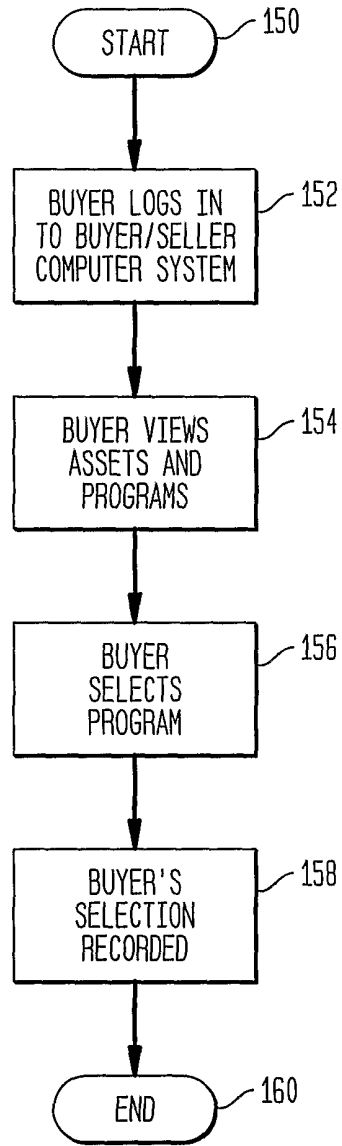 START
150
BUYER LOGS IN
TO BUYER/SELLER
COMPUTER SYSTEM
152
BUYER VIEWS
ASSETS AND
PROGRAMS
154
BUYER
SELECTS
PROGRAM
156
BUYER'S
SELECTION
RECORDED
158
END
160